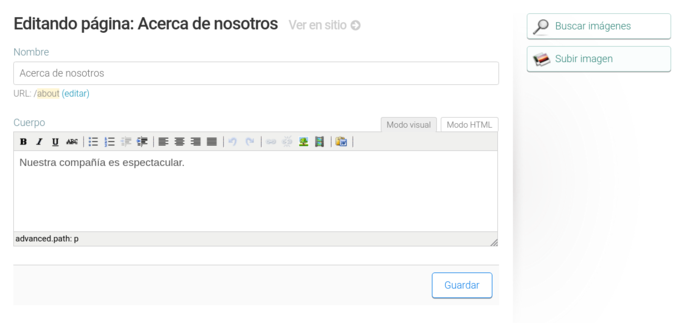 Editando página: Acerca de nosotros Ver en sitio
Nombre
Acerca de nosotros
URL: /about (editar)
Cuerpo
Modo visual Modo HTML
B I U ABC
Nuestra compañía es espectacular.
advanced.path: p
Guardar
Buscar imágenes
Subir imagen